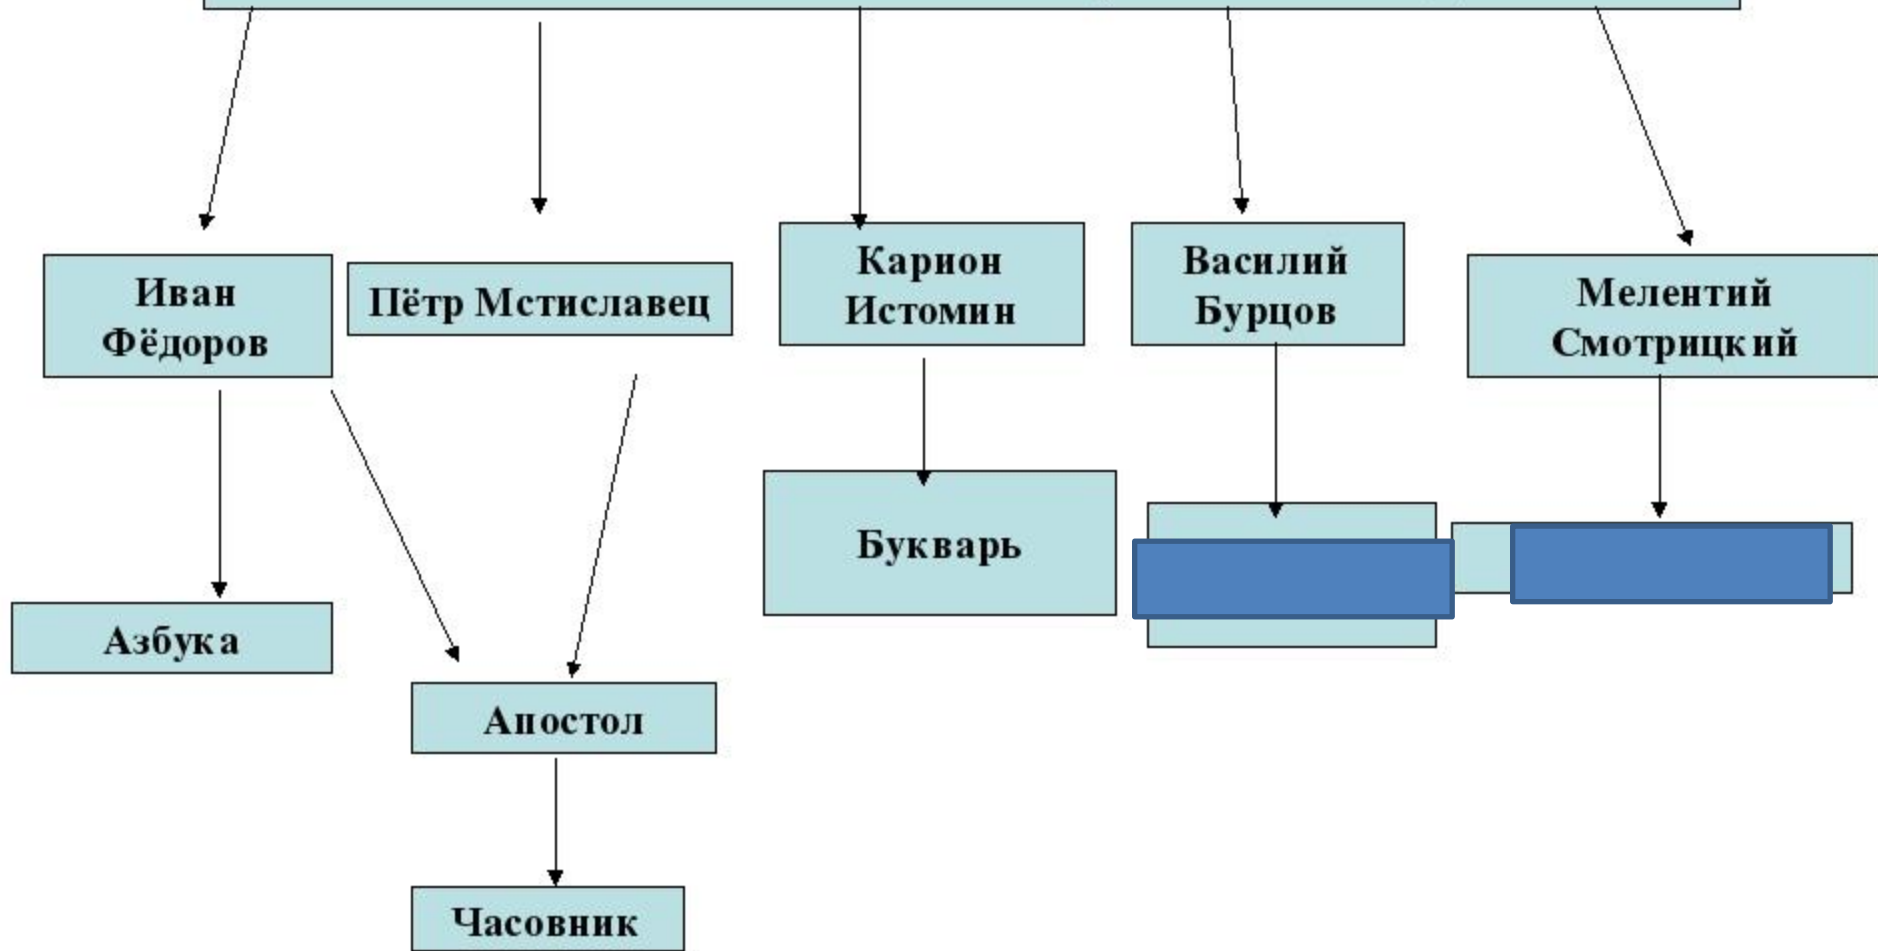 Иван
Фёдоров
Пётр Мстиславец
Карион
Истомин
Василий
Бурцов
Мелентий
Смотрицкий
Букварь
Азбука
Апостол
Часовник